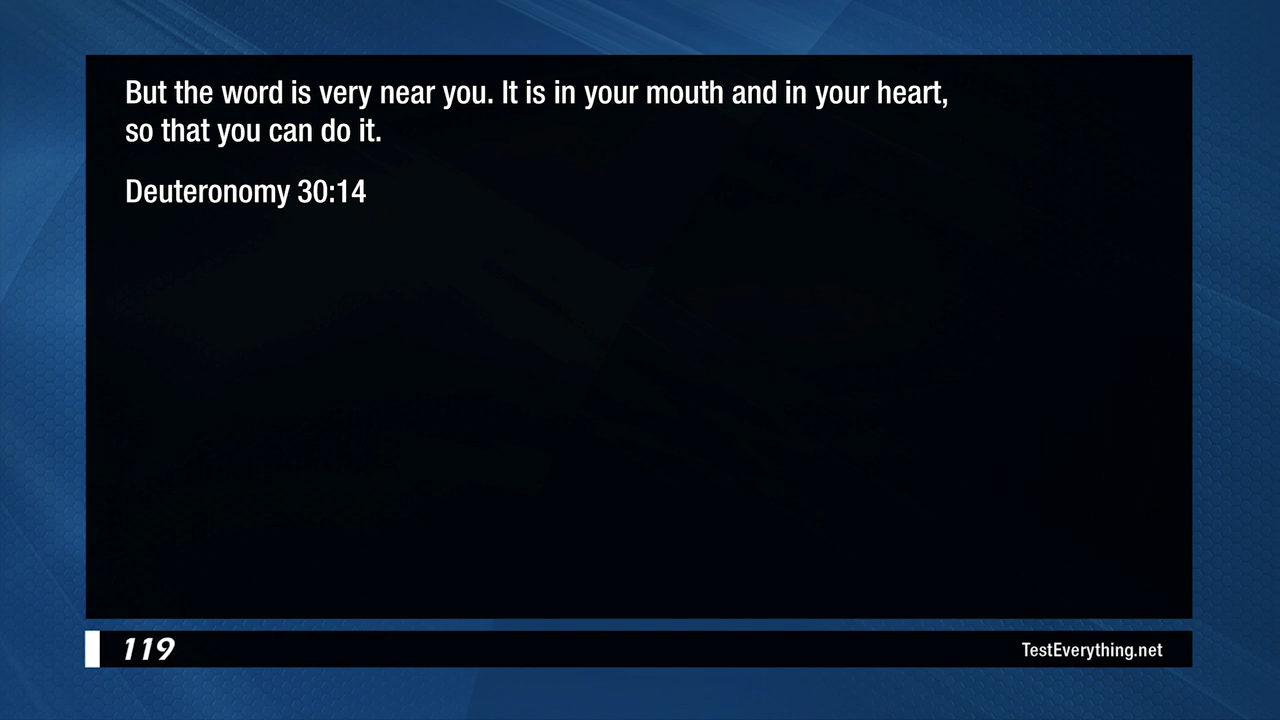 But the word is very near you. It is in your mouth and in your heart,
so that you can do it.
Deuteronomy 30:14
119
TestEverything.net